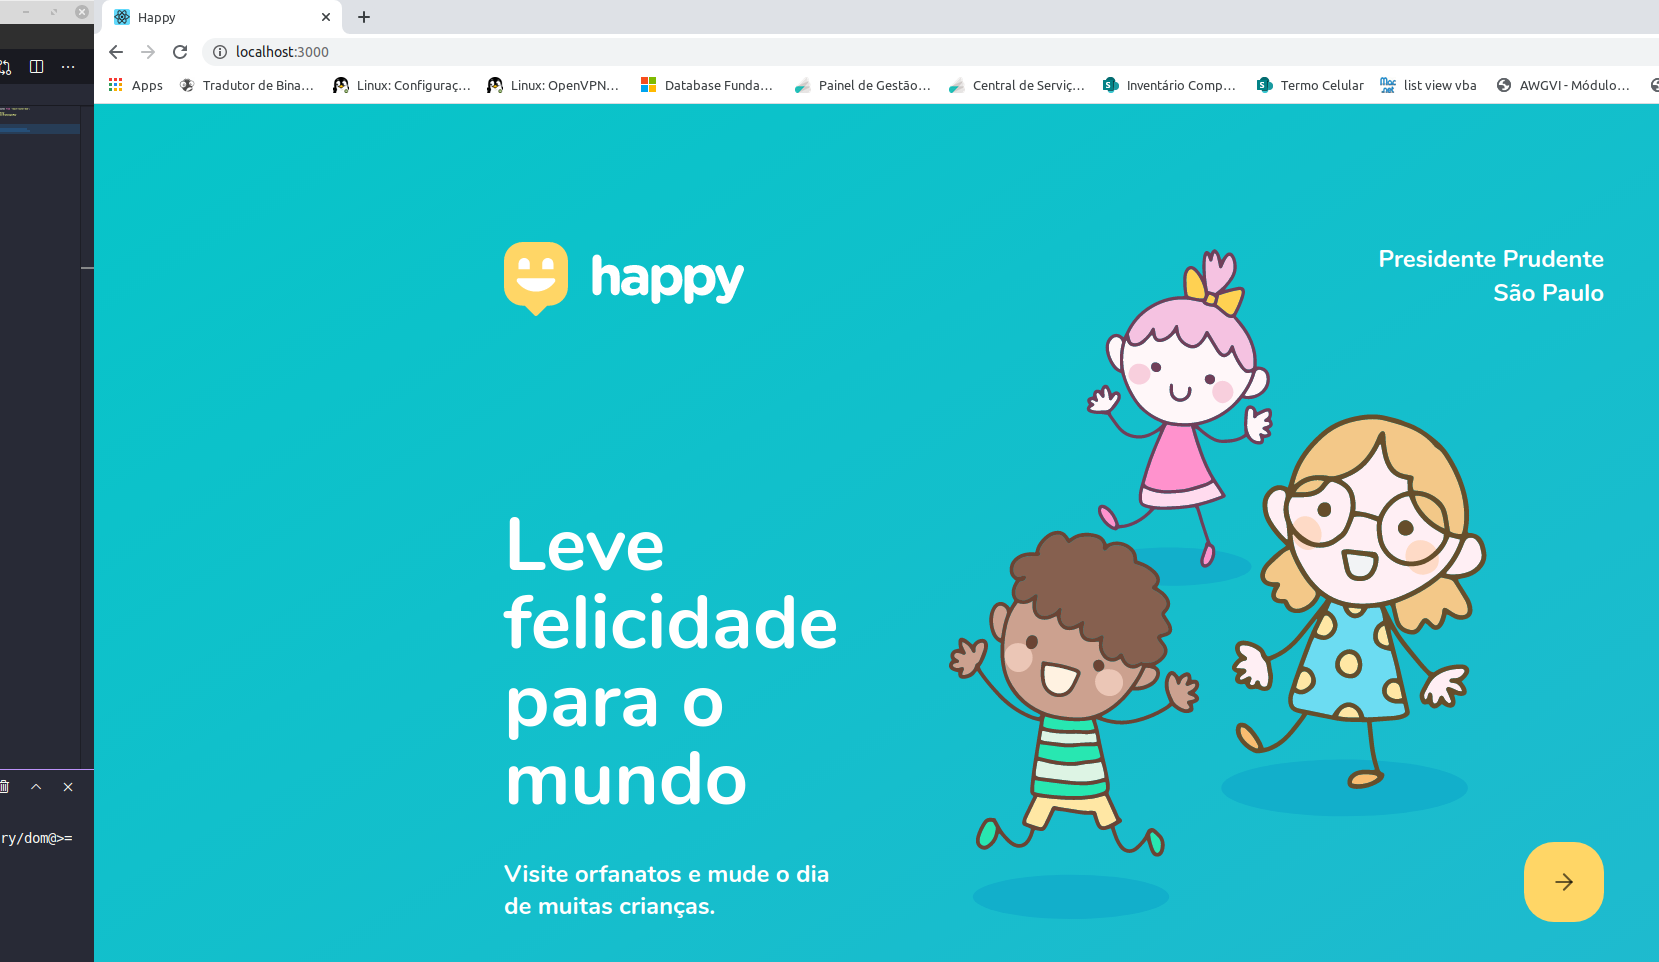 Happy
localhost:3000
Apps
Tradutor de Bina...
Linux: Configuraç...
Linux: OpenVPN...
Database Funda...
Painel de Gestão...
Central de Serviç...
Inventário Comp...
Termo Celular
list view vba
AWGVI - Módulo...
happy
Presidente Prudente
São Paulo
Leve
felicidade
para o
mundo
Visite orfanatos e mude o dia
de muitas crianças.
ry/dom@>=